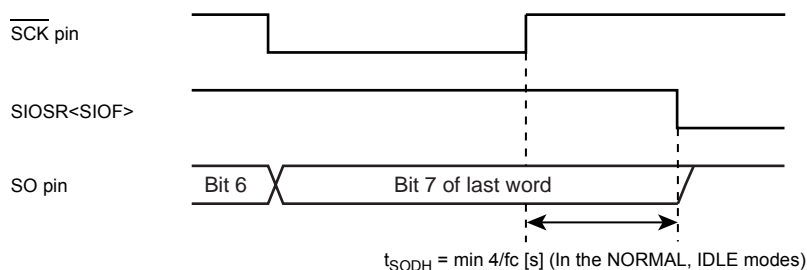 SCK pin
SIOSR<SIOF>
SO pin
Bit 6
Bit 7 of last word
tSODH = min 4/fc [s] (In the NORMAL, IDLE modes)